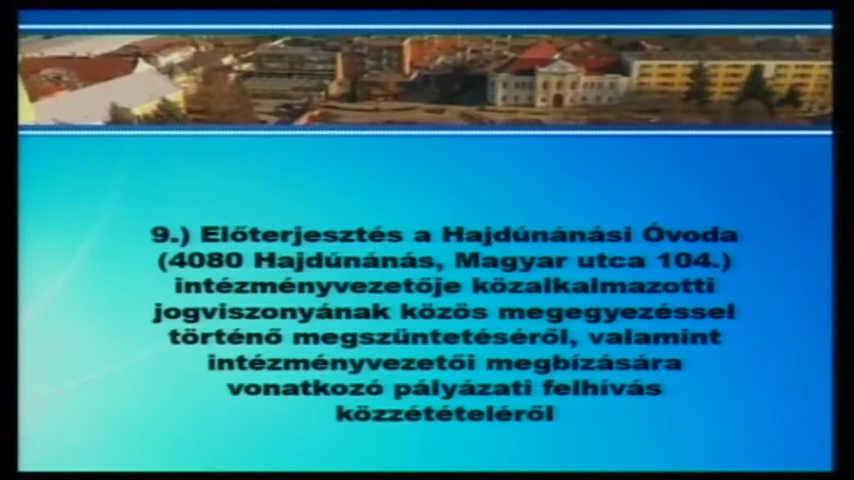 9.) Előterjesztés a Hajdúnánási Óvoda
(4080 Hajdúnánás, Magyar utca 104.)
intézményvezetője közalkalmazotti
jogviszonyának közös megegyezéssel
történő megszüntetéséről, valamint
intézményvezetői megbízására
vonatkozó pályázati felhívás
közzétételéről